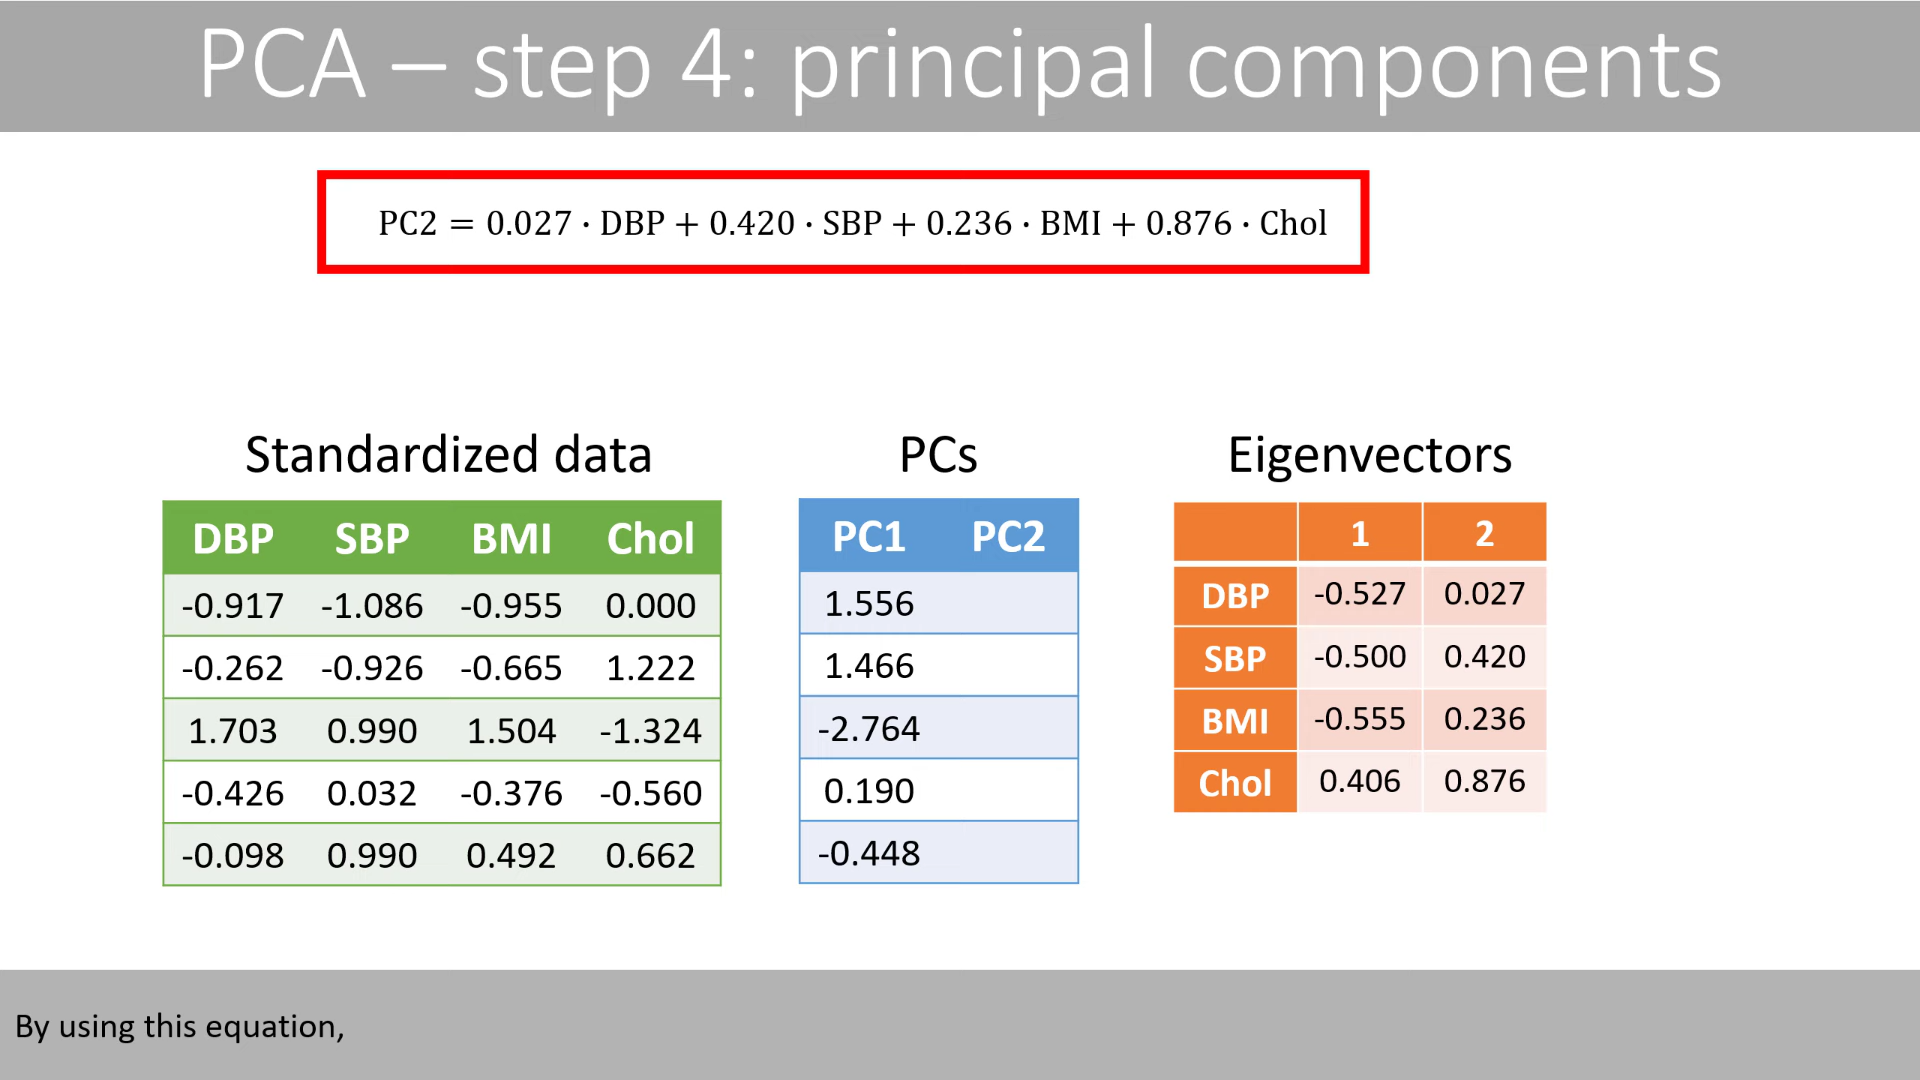 PCA – step 4: principal components
PC2 = 0.027 · DBP + 0.420 · SBP + 0.236 · BMI + 0.876 · Chol
Standardized data
DBP SBP BMI Chol
-0.917 -1.086 -0.955 0.000
-0.262 -0.926 -0.665 1.222
1.703 0.990 1.504 -1.324
-0.426 0.032 -0.376 -0.560
-0.098 0.990 0.492 0.662
PCs
PC1 PC2
1.556
1.466
-2.764
0.190
-0.448
Eigenvectors
1 2
DBP -0.527 0.027
SBP -0.500 0.420
BMI -0.555 0.236
Chol 0.406 0.876
By using this equation,